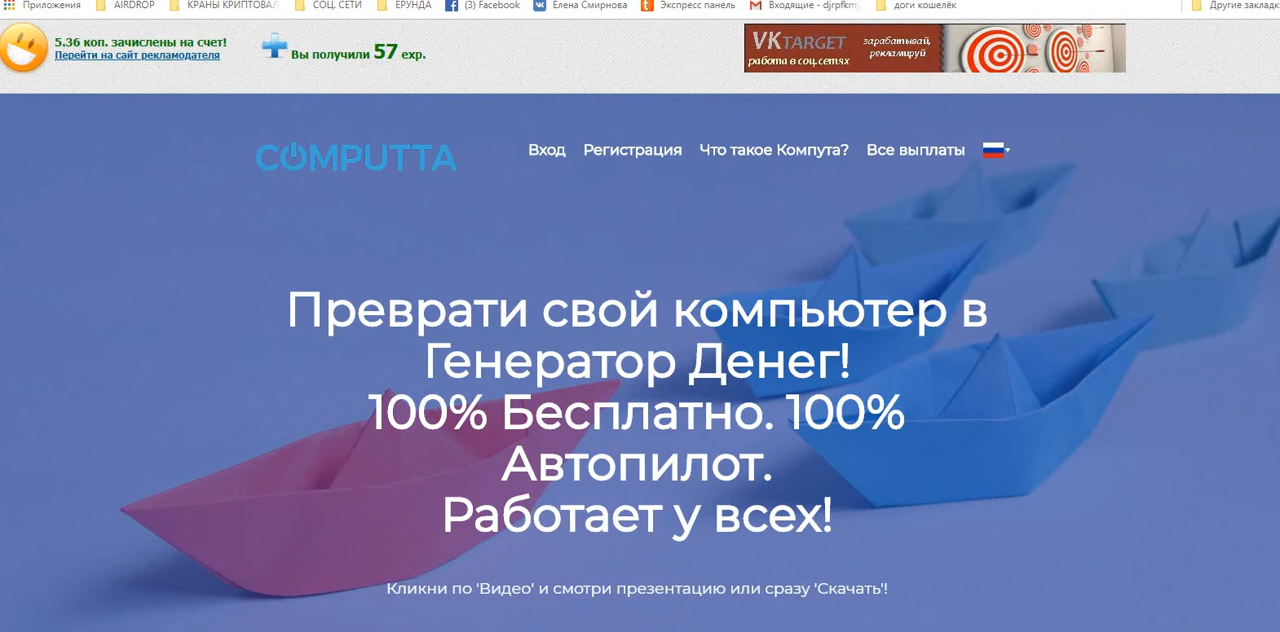 Приложения AIRDROP КРАНЫ КРИПТОВА СОЦ. СЕТИ ЕРУНДА (3) Facebook Елена Смирнова Экспресс панель Входящие - djrpfkm доги кошелёк Другие заклад
5.36 коп. зачислены на счет!
Перейти на сайт рекламодателя
Вы получили 57 exp.
VKTARGET
работа в соц.сетях
зарабатывай,
рекламируй
COMPUTTA
Вход Регистрация Что такое Компута? Все выплаты
Преврати свой компьютер в
Генератор Денег!
100% Бесплатно. 100%
Автопилот.
Работает у всех!
Кликни по 'Видео' и смотри презентацию или сразу 'Скачать'!